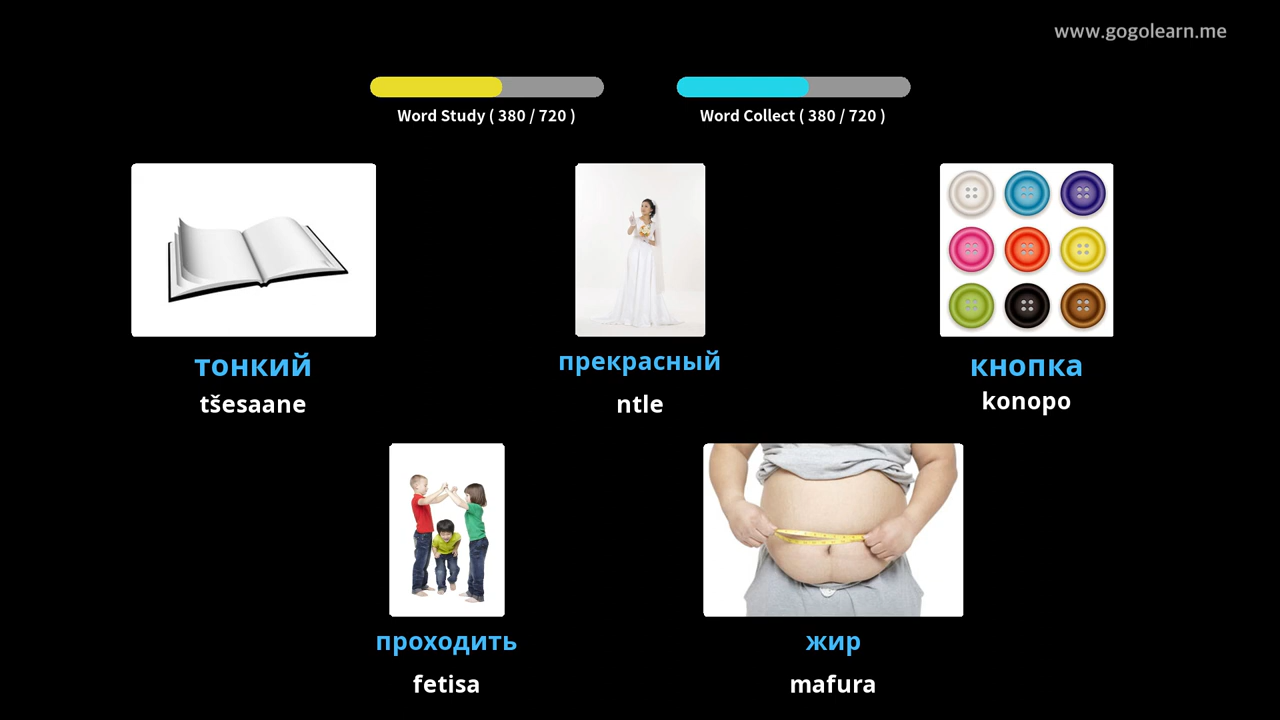 www.gogolearn.me
Word Study ( 380 / 720 )
Word Collect ( 380 / 720 )
тонкий
tšesaane
прекрасный
ntle
кнопка
konopo
проходить
fetisa
жир
mafura